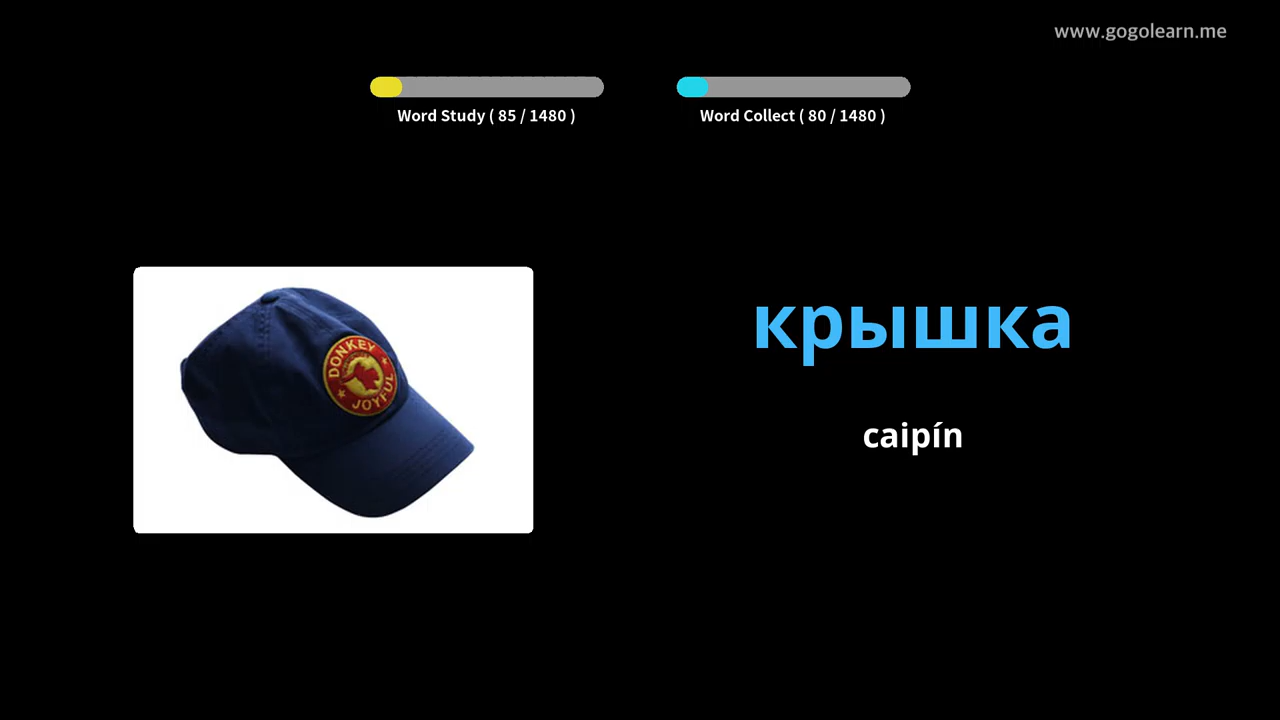 www.gogolearn.me
Word Study ( 85 / 1480 )
Word Collect ( 80 / 1480 )
DONKEY
JOYFUL
крышка
caipín